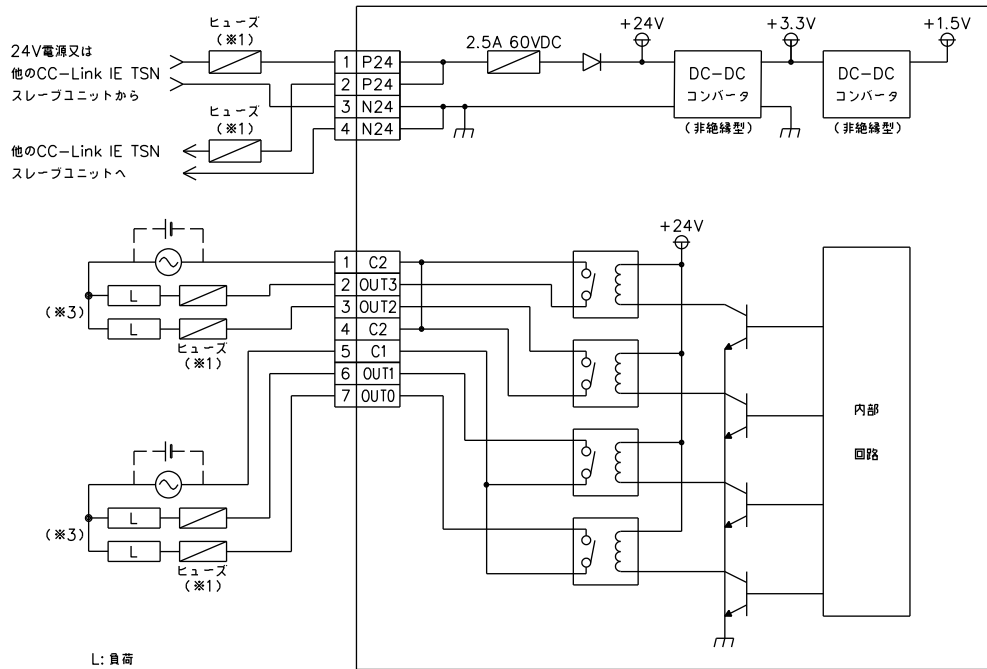 24V電源又は
他のCC-Link IE TSN
スレーブユニットから
ヒューズ
(※1)
1 P24
2 P24
3 N24
4 N24
ヒューズ
(※1)
他のCC-Link IE TSN
スレーブユニットへ
2.5A 60VDC
+24V
DC-DC
コンバータ
(非絶縁型)
+3.3V
DC-DC
コンバータ
(非絶縁型)
+1.5V
(※3)
L
L
ヒューズ
(※1)
1 C2
2 OUT3
3 OUT2
4 C2
5 C1
6 OUT1
7 OUT0
+24V
内部
回路
(※3)
L
L
ヒューズ
(※1)
L: 負荷